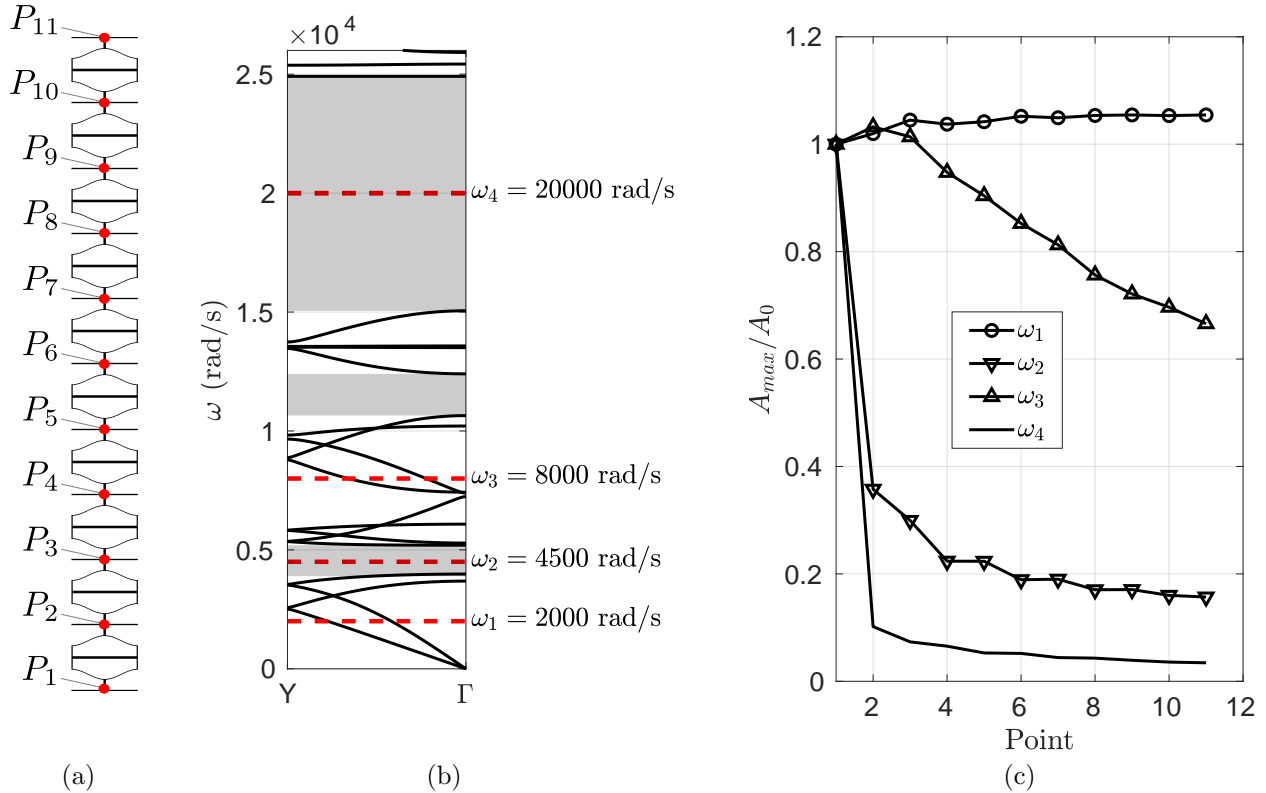 P11
P10
P9
P8
P7
P6
P5
P4
P3
P2
P1
(a)
×10^4
2.5
2
1.5
1
0.5
0
ω (rad/s)
Y
Γ
ω4 = 20000 rad/s
ω3 = 8000 rad/s
ω2 = 4500 rad/s
ω1 = 2000 rad/s
(b)
1.2
1
0.8
0.6
0.4
0.2
0
Amax/A0
2
4
6
8
10
12
Point
ω1
ω2
ω3
ω4
(c)